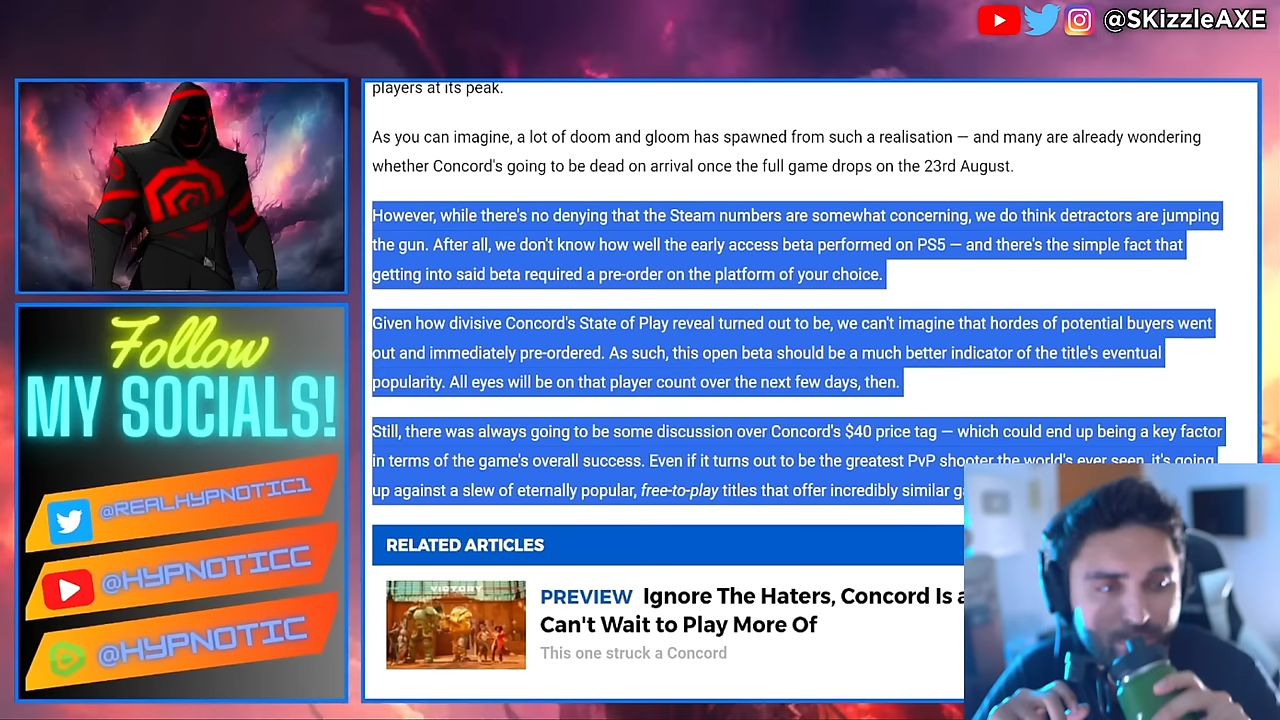 @SKizzleAXE
players at its peak.
As you can imagine, a lot of doom and gloom has spawned from such a realisation — and many are already wondering
whether Concord's going to be dead on arrival once the full game drops on the 23rd August.
However, while there's no denying that the Steam numbers are somewhat concerning, we do think detractors are jumping
the gun. After all, we don't know how well the early access beta performed on PS5 — and there's the simple fact that
getting into said beta required a pre-order on the platform of your choice.
Given how divisive Concord's State of Play reveal turned out to be, we can't imagine that hordes of potential buyers went
out and immediately pre-ordered. As such, this open beta should be a much better indicator of the title's eventual
popularity. All eyes will be on that player count over the next few days, then.
Still, there was always going to be some discussion over Concord's $40 price tag — which could end up being a key factor
in terms of the game's overall success. Even if it turns out to be the greatest PvP shooter the world's ever seen, it's going
up against a slew of eternally popular, free-to-play titles that offer incredibly similar
RELATED ARTICLES
VICTORY
PREVIEW Ignore The Haters, Concord Is
Can't Wait to Play More Of
This one struck a Concord
Follow
MY SOCIALS!
@REALHYPNOTIC1
@HYPNOTICC
@HYPNOTIC